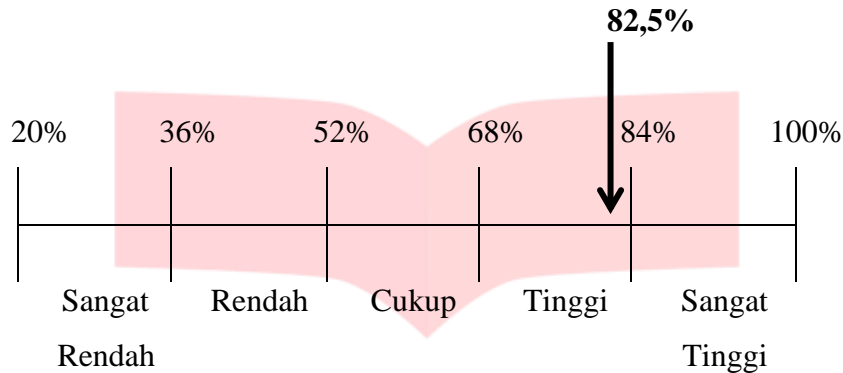 82,5%
20% 36% 52% 68% 84% 100%
Sangat Rendah Cukup Tinggi Sangat
Rendah Tinggi